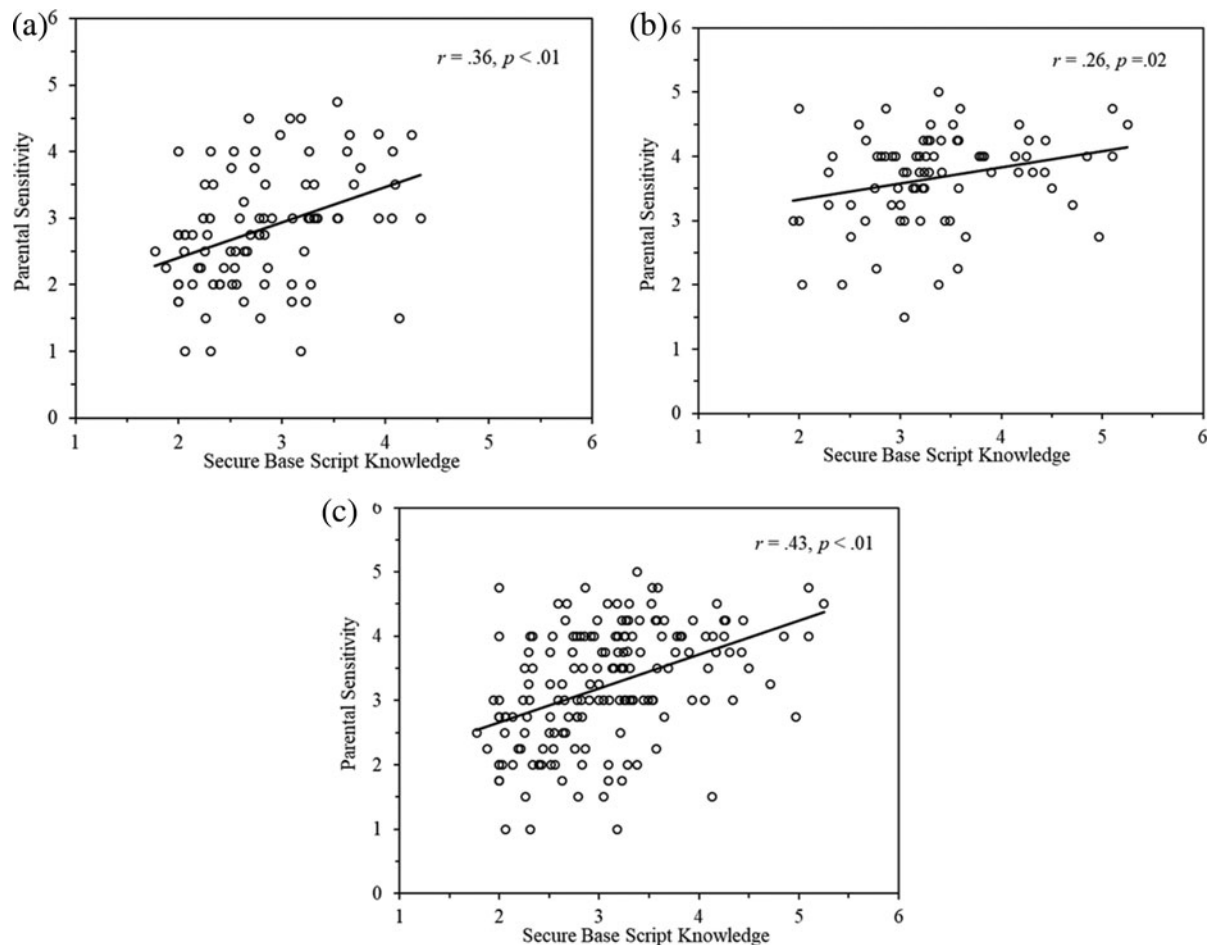 (a)
6
5
4
3
2
1
0
Parental Sensitivity
r = .36, p < .01
1 2 3 4 5 6
Secure Base Script Knowledge
(b)
6
5
4
3
2
1
0
Parental Sensitivity
r = .26, p =.02
1 2 3 4 5 6
Secure Base Script Knowledge
(c)
6
5
4
3
2
1
0
Parental Sensitivity
r = .43, p < .01
1 2 3 4 5 6
Secure Base Script Knowledge